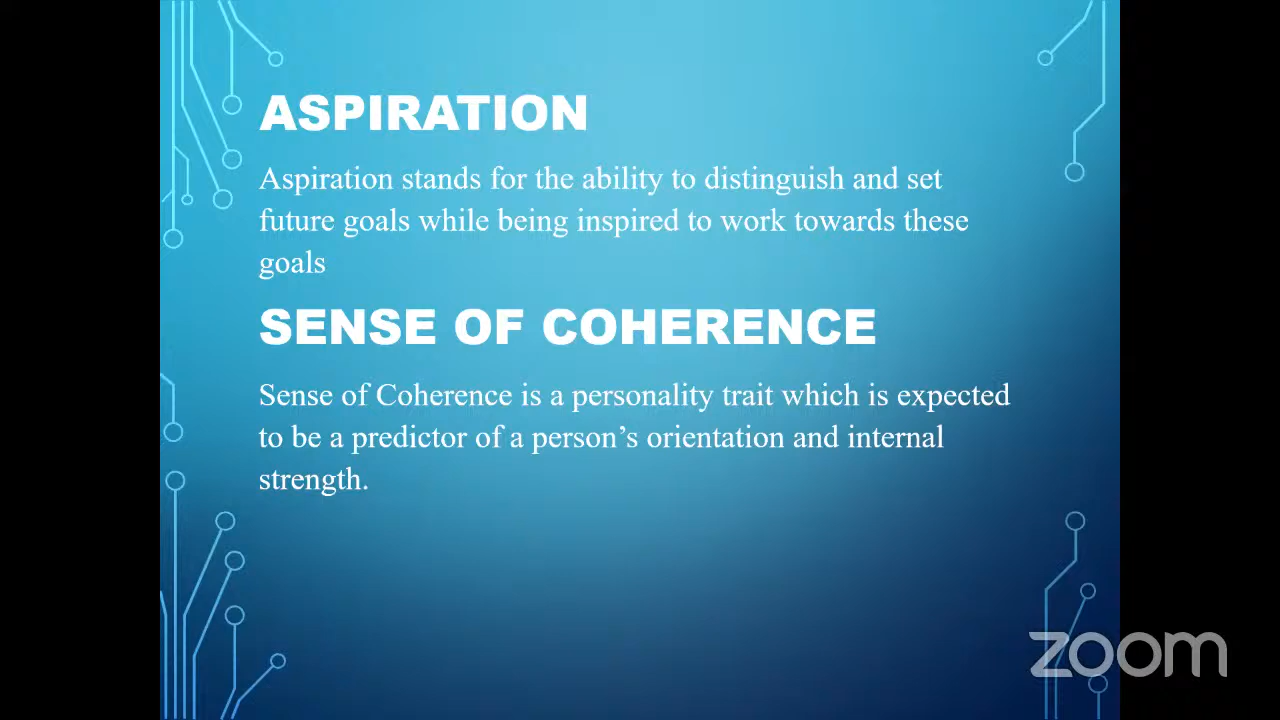 ASPIRATION
Aspiration stands for the ability to distinguish and set
future goals while being inspired to work towards these
goals
SENSE OF COHERENCE
Sense of Coherence is a personality trait which is expected
to be a predictor of a person’s orientation and internal
strength.
zoom